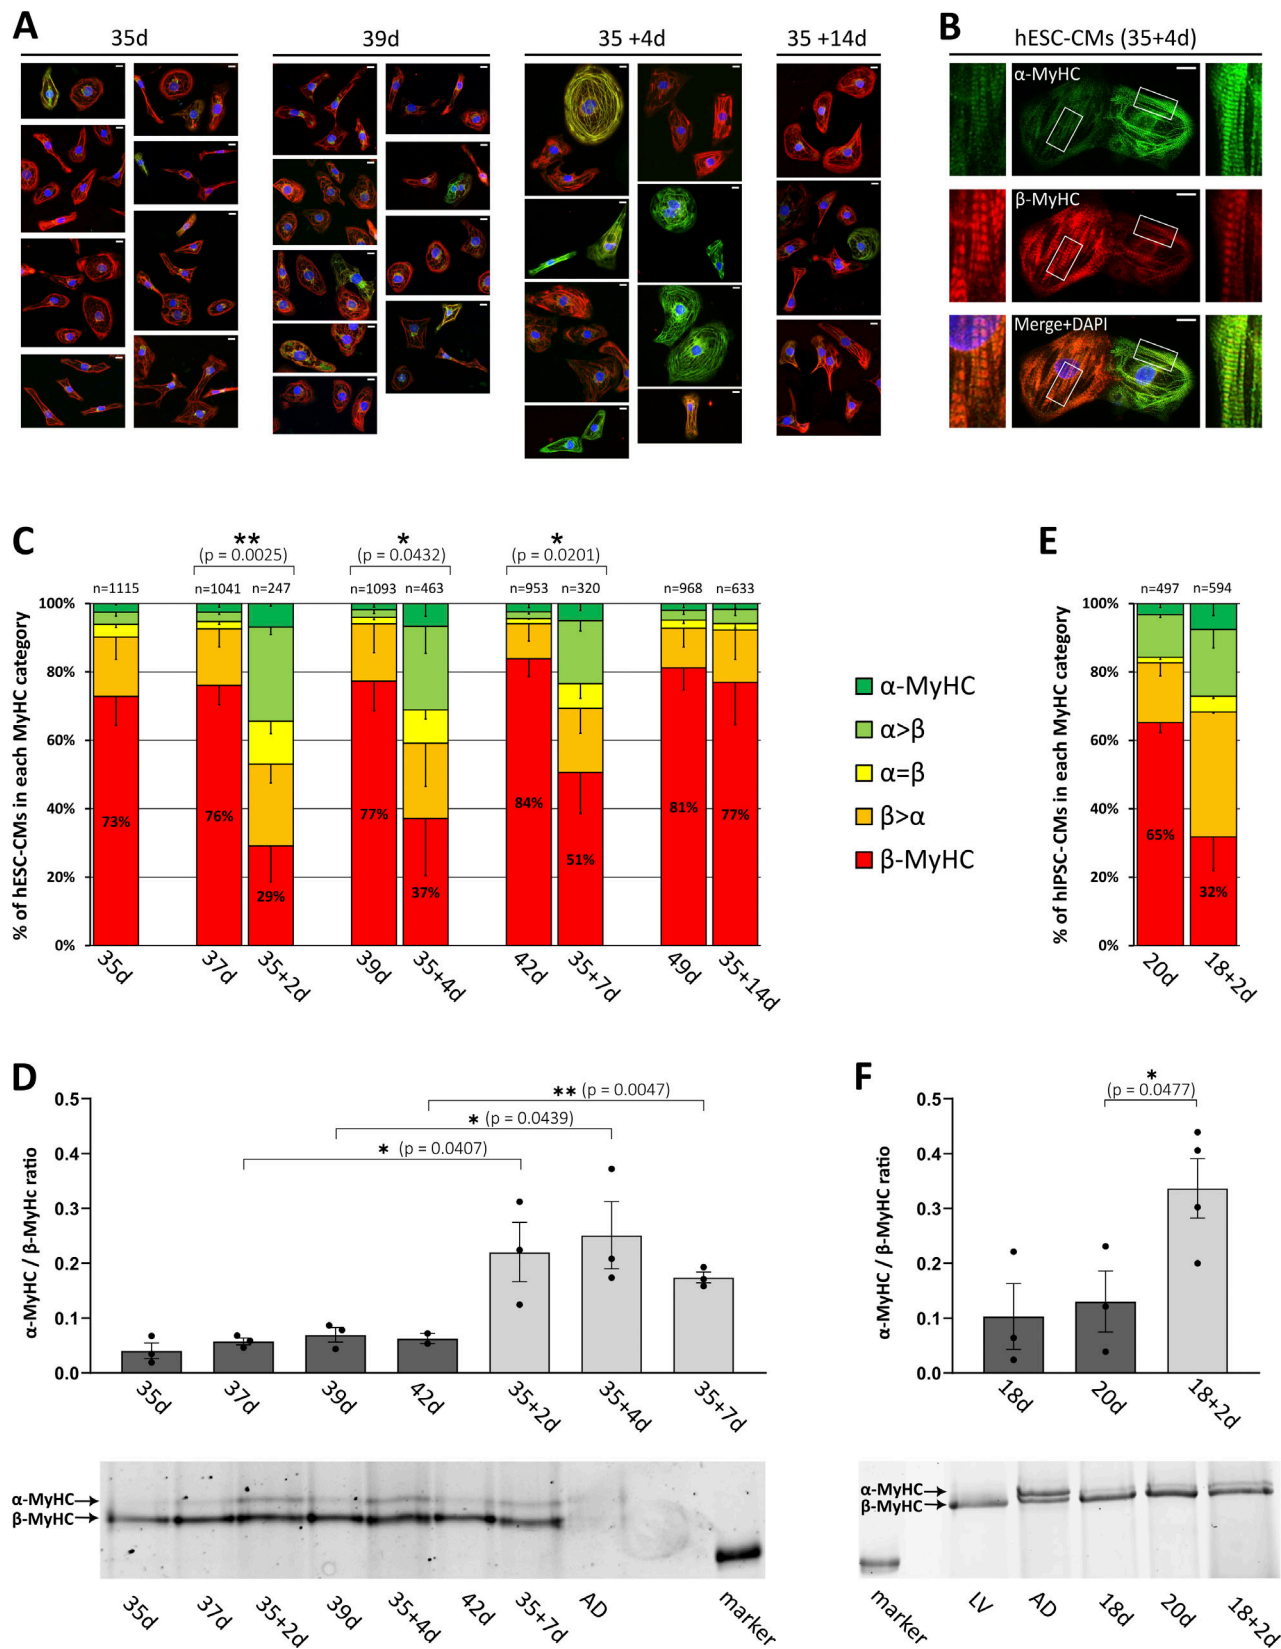 A
35d
39d
35 +4d
35 +14d
B
hESC-CMs (35+4d)
α-MyHC
β-MyHC
Merge+DAPI
C
** (p = 0.0025)
* (p = 0.0432)
* (p = 0.0201)
n=1115 n=1041 n=247 n=1093 n=463 n=953 n=320 n=968 n=633
% of hESC-CMs in each MyHC category
100%
80%
60%
40%
20%
0%
73%
76%
29%
77%
37%
84%
51%
81%
77%
35d 37d 35+2d 39d 35+4d 42d 35+7d 49d 35+14d
α-MyHC
α>β
α=β
β>α
β-MyHC
E
n=497 n=594
% of hIPSC-CMs in each MyHC category
100%
80%
60%
40%
20%
0%
65%
32%
20d 18+2d
D
α-MyHC / β-MyHc ratio
0.5
0.4
0.3
0.2
0.1
0.0
** (p = 0.0047)
* (p = 0.0439)
* (p = 0.0407)
35d 37d 39d 42d 35+2d 35+4d 35+7d
α-MyHC
β-MyHC
35d 37d 35+2d 39d 35+4d 42d 35+7d AD marker
F
α-MyHC / β-MyHC ratio
0.5
0.4
0.3
0.2
0.1
0.0
*
(p = 0.0477)
18d 20d 18+2d
α-MyHC
β-MyHC
marker LV AD 18d 20d 18+2d